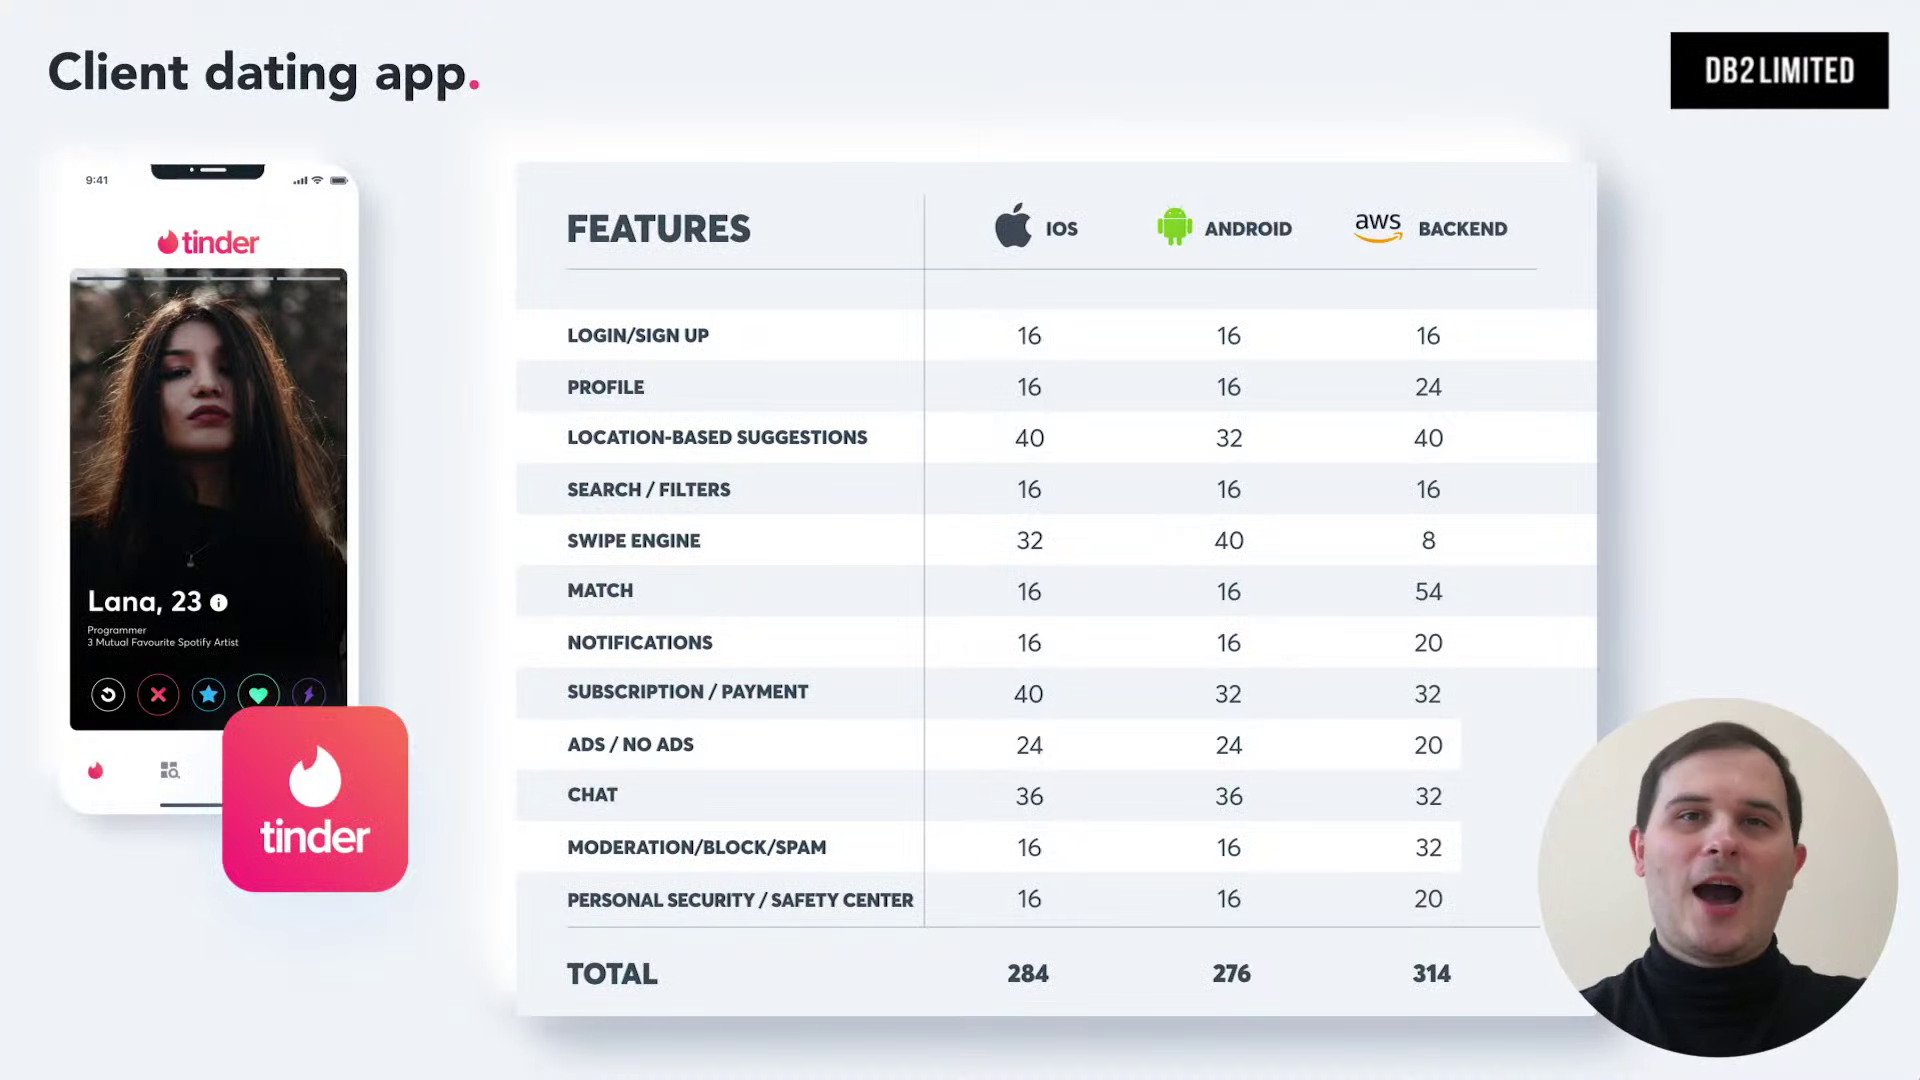 Client dating app.
DB2 LIMITED
9:41
tinder
Lana, 23
Programmer
3 Mutual Favourite Spotify Artist
tinder
FEATURES IOS ANDROID aws BACKEND
LOGIN/SIGN UP 16 16 16
PROFILE 16 16 24
LOCATION-BASED SUGGESTIONS 40 32 40
SEARCH / FILTERS 16 16 16
SWIPE ENGINE 32 40 8
MATCH 16 16 54
NOTIFICATIONS 16 16 20
SUBSCRIPTION / PAYMENT 40 32 32
ADS / NO ADS 24 24 20
CHAT 36 36 32
MODERATION/BLOCK/SPAM 16 16 32
PERSONAL SECURITY / SAFETY CENTER 16 16 20
TOTAL 284 276 314